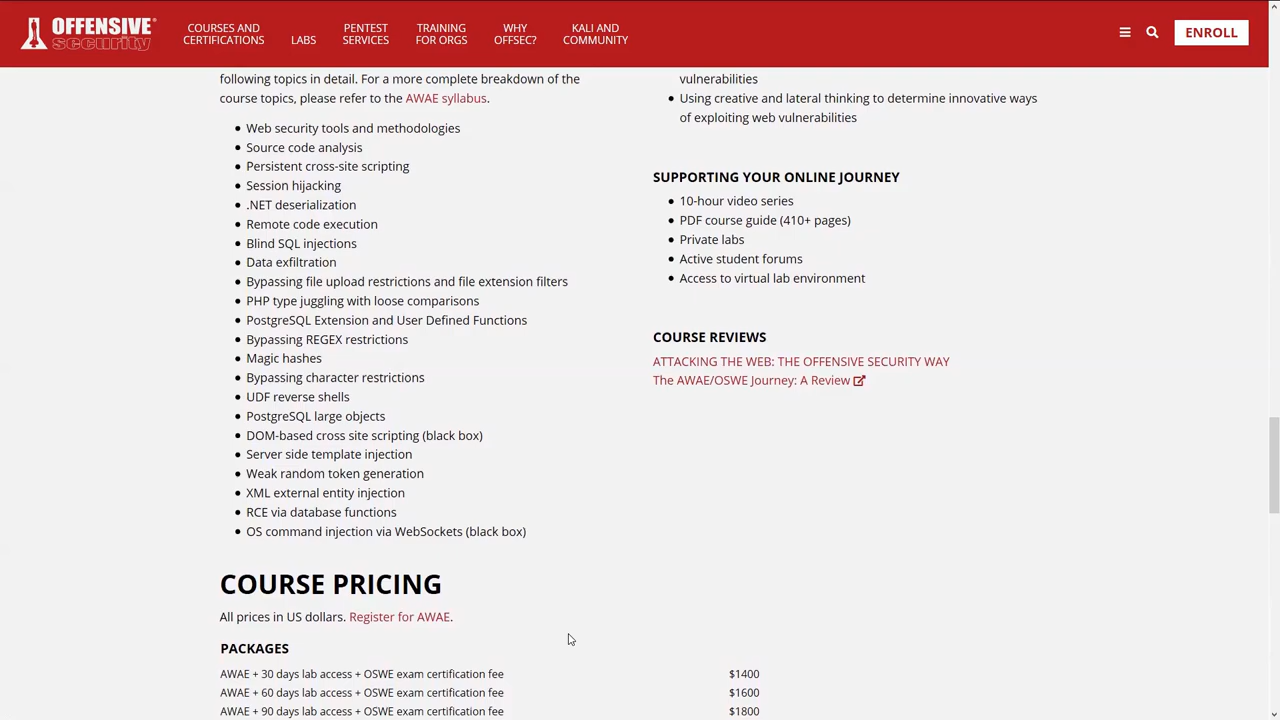 OFFENSIVE
security
COURSES AND
CERTIFICATIONS
LABS
PENTEST
SERVICES
TRAINING
FOR ORGS
WHY
OFFSEC?
KALI AND
COMMUNITY
ENROLL
following topics in detail. For a more complete breakdown of the
course topics, please refer to the AWAE syllabus.
• Web security tools and methodologies
• Source code analysis
• Persistent cross-site scripting
• Session hijacking
• .NET deserialization
• Remote code execution
• Blind SQL injections
• Data exfiltration
• Bypassing file upload restrictions and file extension filters
• PHP type juggling with loose comparisons
• PostgreSQL Extension and User Defined Functions
• Bypassing REGEX restrictions
• Magic hashes
• Bypassing character restrictions
• UDF reverse shells
• PostgreSQL large objects
• DOM-based cross site scripting (black box)
• Server side template injection
• Weak random token generation
• XML external entity injection
• RCE via database functions
• OS command injection via WebSockets (black box)
vulnerabilities
• Using creative and lateral thinking to determine innovative ways
of exploiting web vulnerabilities
SUPPORTING YOUR ONLINE JOURNEY
• 10-hour video series
• PDF course guide (410+ pages)
• Private labs
• Active student forums
• Access to virtual lab environment
COURSE REVIEWS
ATTACKING THE WEB: THE OFFENSIVE SECURITY WAY
The AWAE/OSWE Journey: A Review
COURSE PRICING
All prices in US dollars. Register for AWAE.
PACKAGES
AWAE + 30 days lab access + OSWE exam certification fee $1400
AWAE + 60 days lab access + OSWE exam certification fee $1600
AWAE + 90 days lab access + OSWE exam certification fee $1800